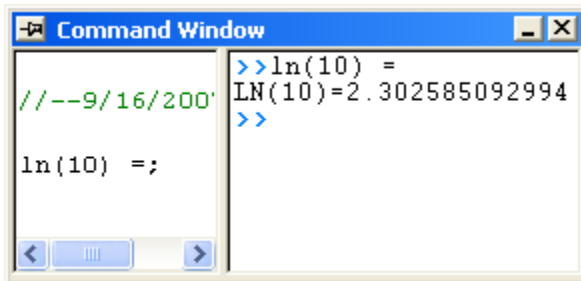 Command Window
//--9/16/200
ln(10) =;
>>ln(10) =
LN(10)=2.302585092994
>>